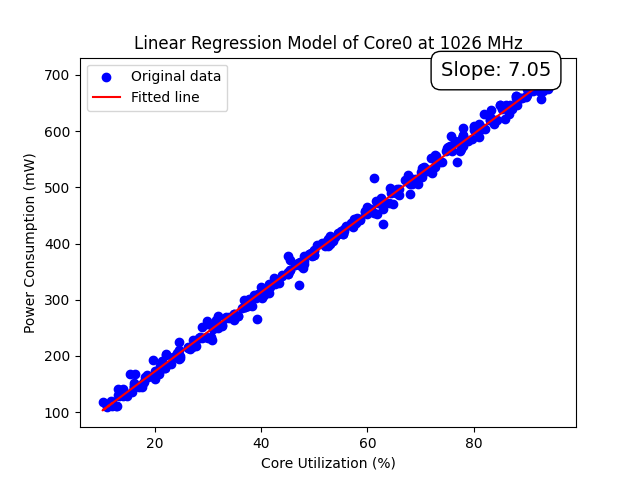 Linear Regression Model of Core0 at 1026 MHz
Slope: 7.05
Original data
Fitted line
700
600
500
400
300
200
100
Power Consumption (mW)
20 40 60 80
Core Utilization (%)